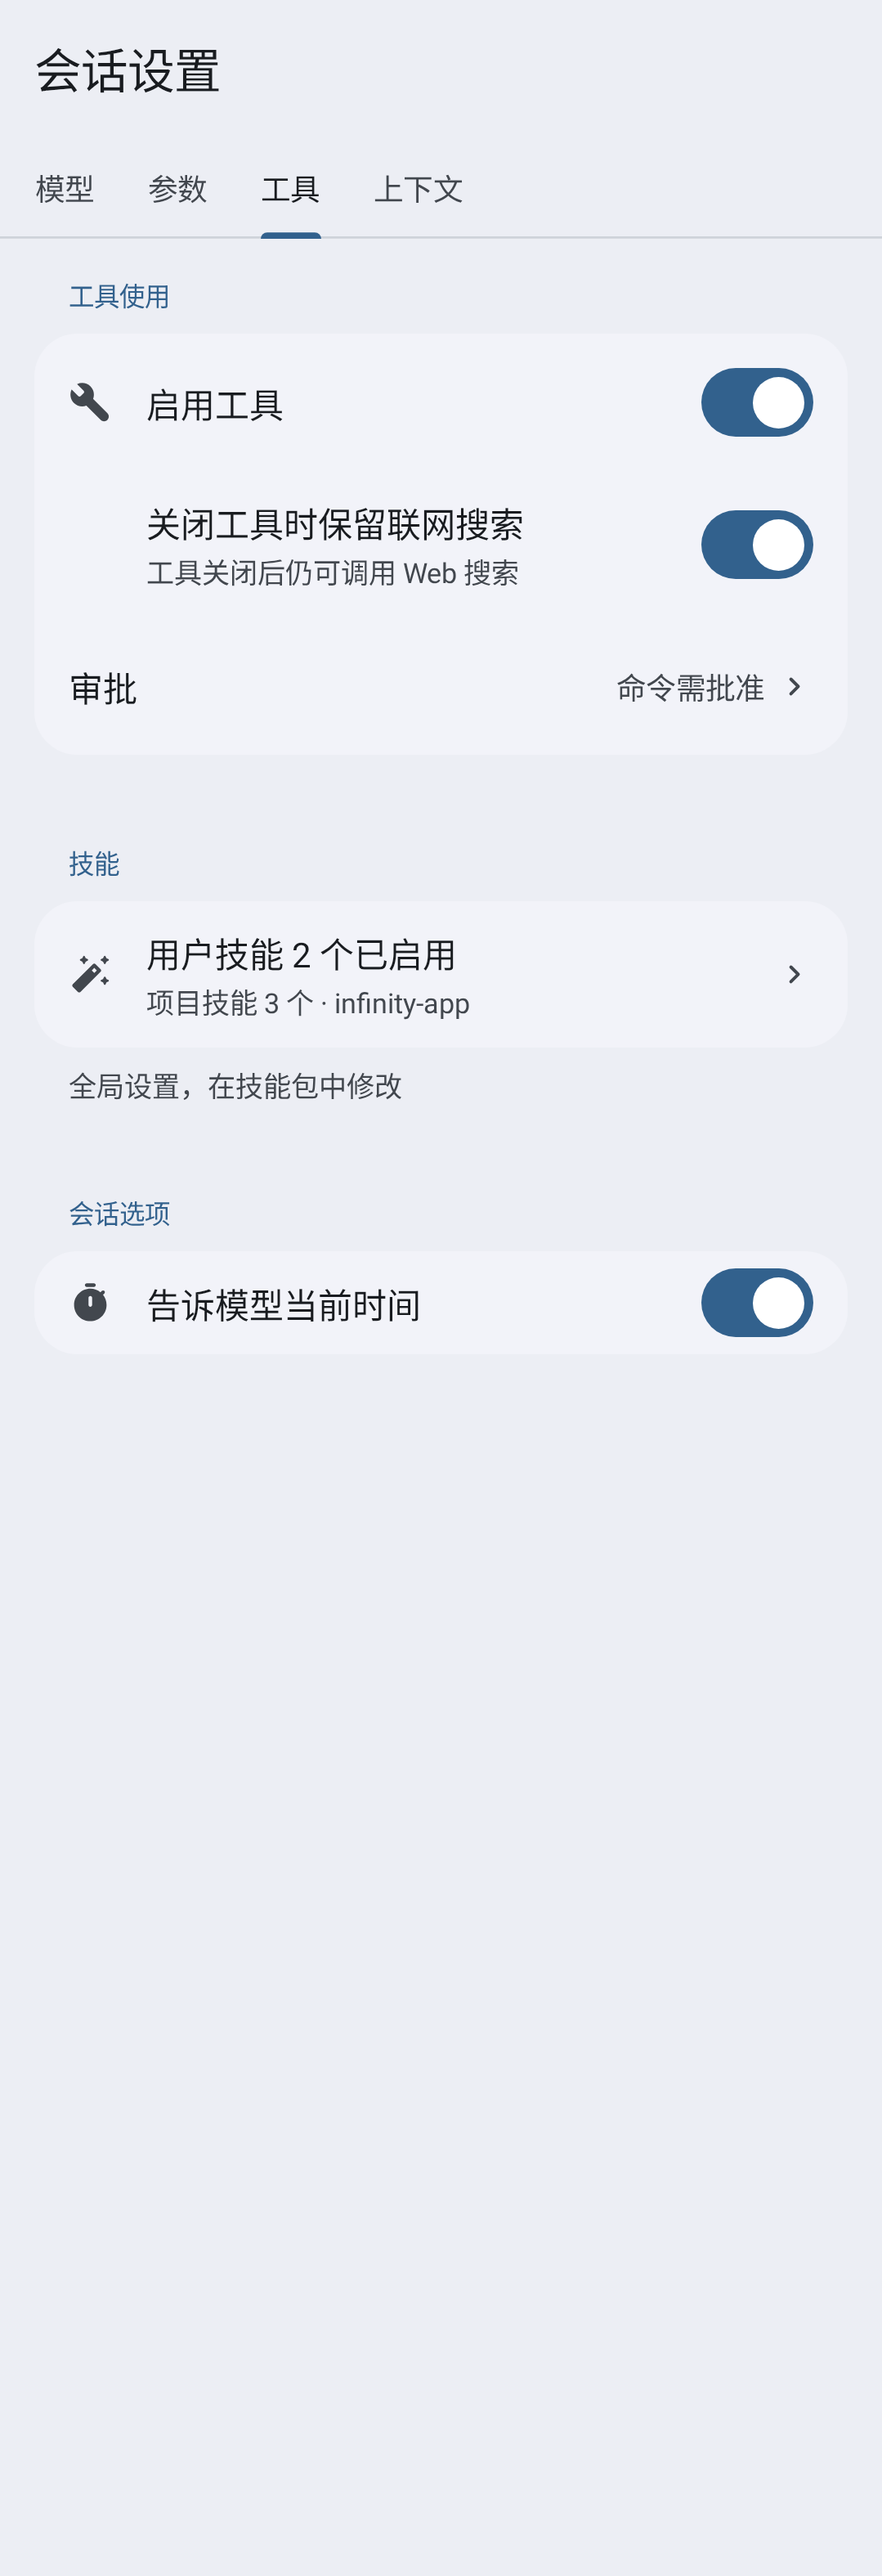 会话设置
模型 参数 工具 上下文
工具使用
启用工具
关闭工具时保留联网搜索
工具关闭后仍可调用 Web 搜索
审批 命令需批准
技能
用户技能 2 个已启用
项目技能 3 个 · infinity-app
全局设置，在技能包中修改
会话选项
告诉模型当前时间